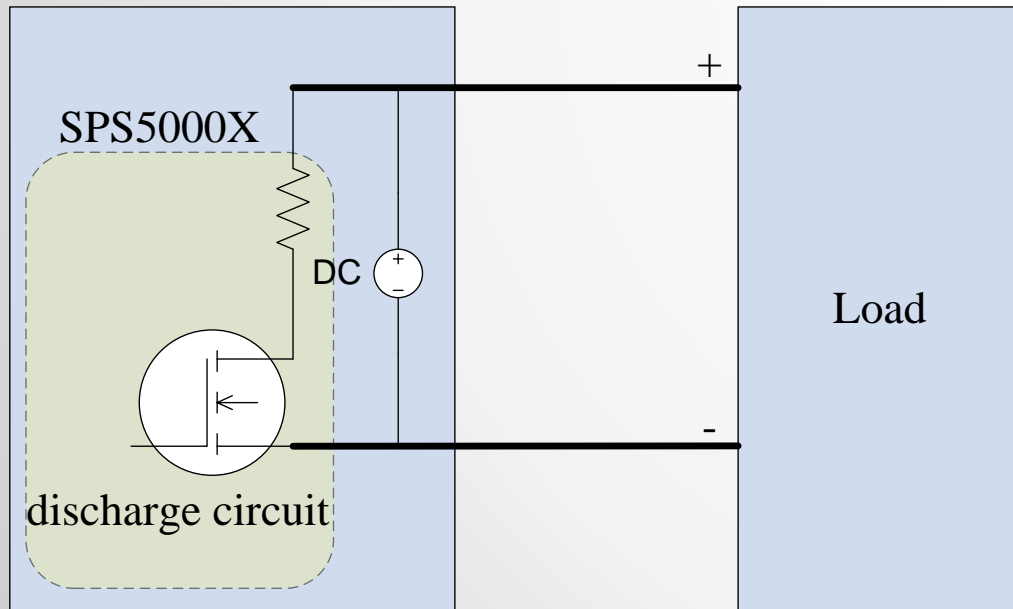 +
SPS5000X
DC
+
-
Load
-
discharge circuit